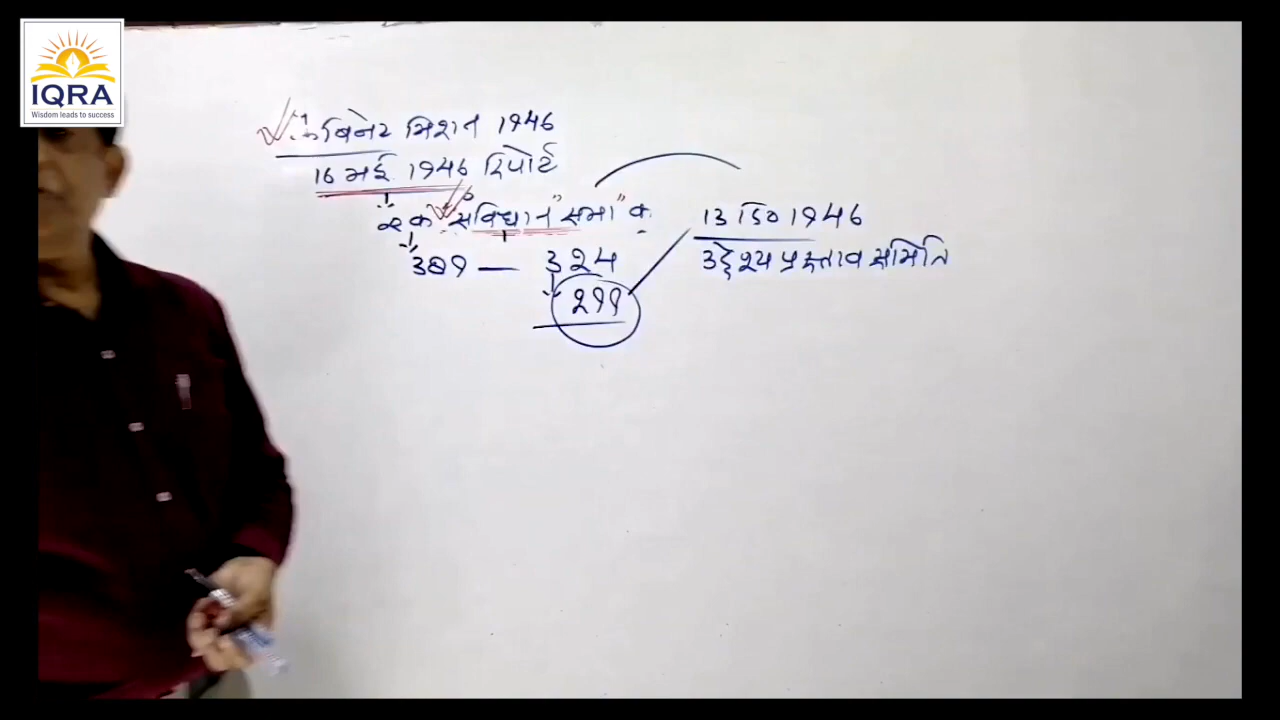 IQRA
Wisdom leads to success
कैबिनेट मिशन 1946
16 मई 1946 रिपोर्ट
एक संविधान "सभा" क
389 — 324
299
13 दिस० 1946
उद्देश्य प्रस्ताव समिति